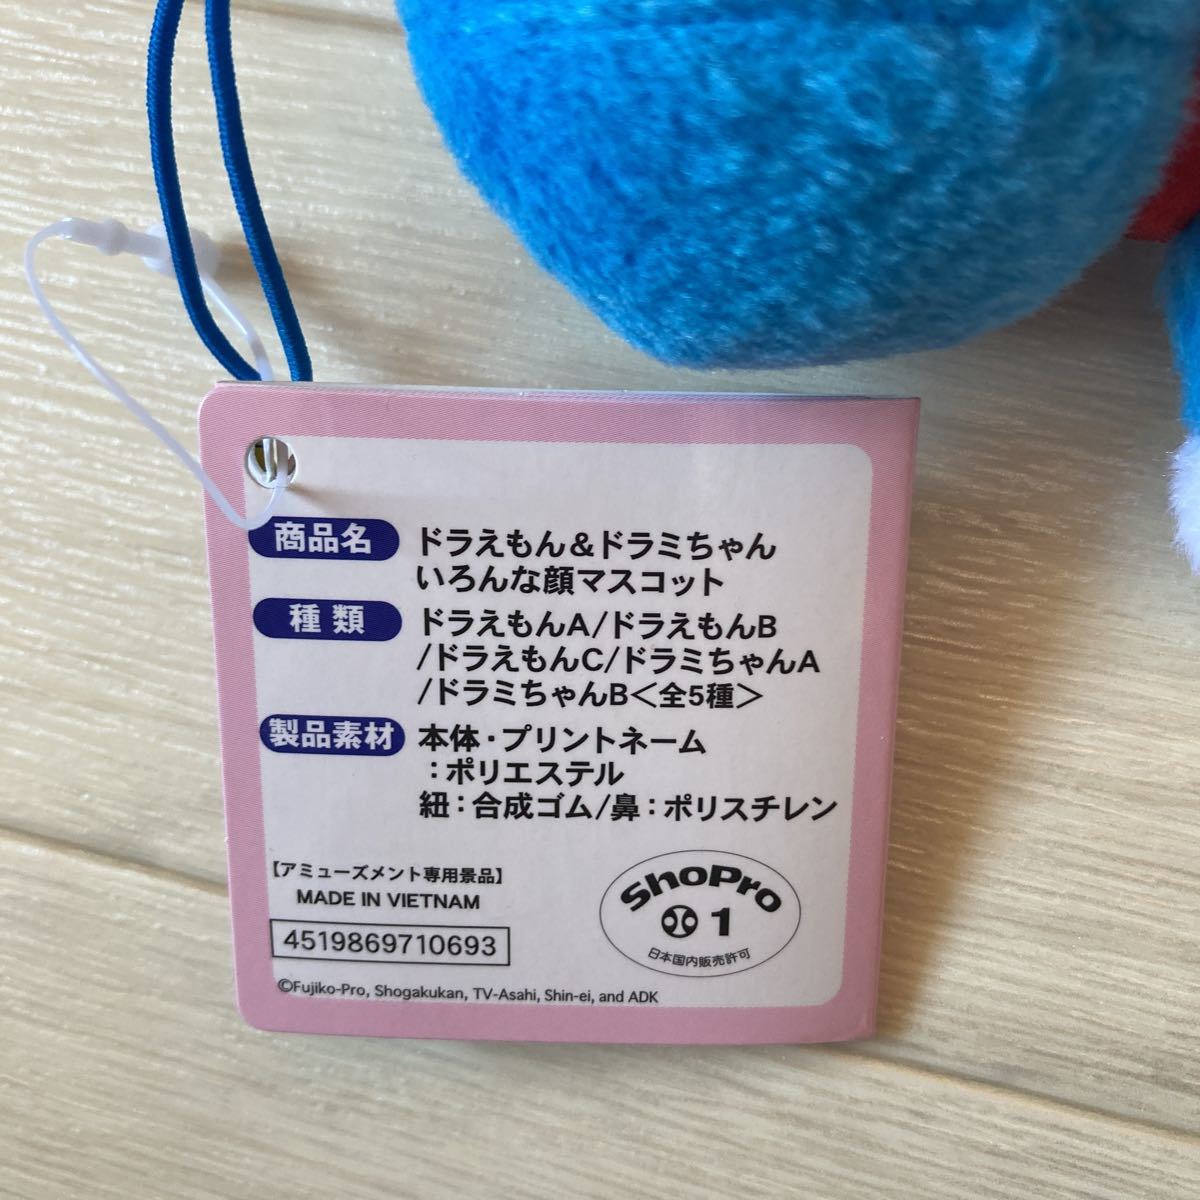 商品名
ドラえもん&ドラミちゃん
いろんな顔マスコット
種類
ドラえもんA/ドラえもんB
/ドラえもんC/ドラミちゃんA
/ドラミちゃんB<全5種>
製品素材
本体・プリントネーム
:ポリエステル
紐:合成ゴム/鼻:ポリスチレン
【アミューズメント専用景品】
MADE IN VIETNAM
4519869710693
ShoPro
1
日本国内販売許可
©Fujiko-Pro, Shogakukan, TV-Asahi, Shin-ei, and ADK